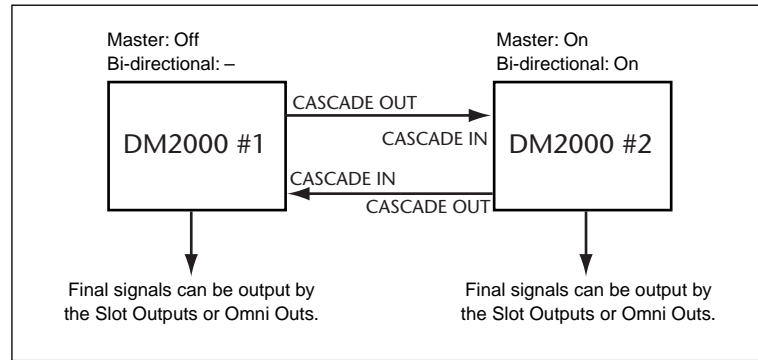 Master: Off
Bi-directional: –
Master: On
Bi-directional: On
DM2000 #1
CASCADE OUT
CASCADE IN
CASCADE IN
CASCADE OUT
DM2000 #2
Final signals can be output by
the Slot Outputs or Omni Outs.
Final signals can be output by
the Slot Outputs or Omni Outs.